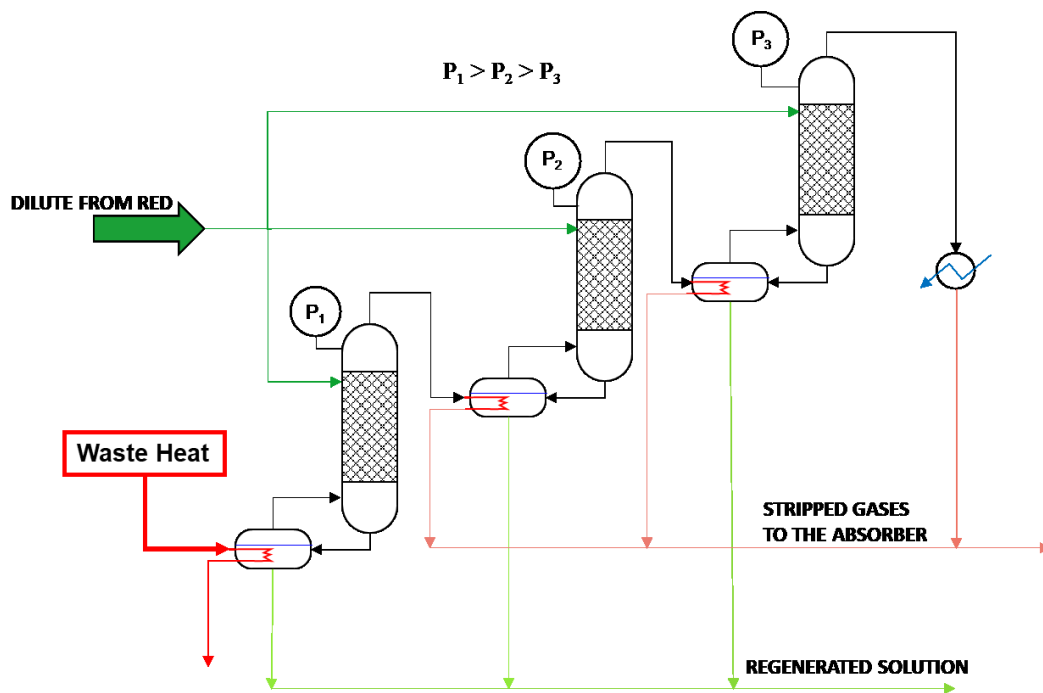 P₃
P₁ > P₂ > P₃
P₂
DILUTE FROM RED
P₁
Waste Heat
STRIPPED GASES
TO THE ABSORBER
REGENERATED SOLUTION